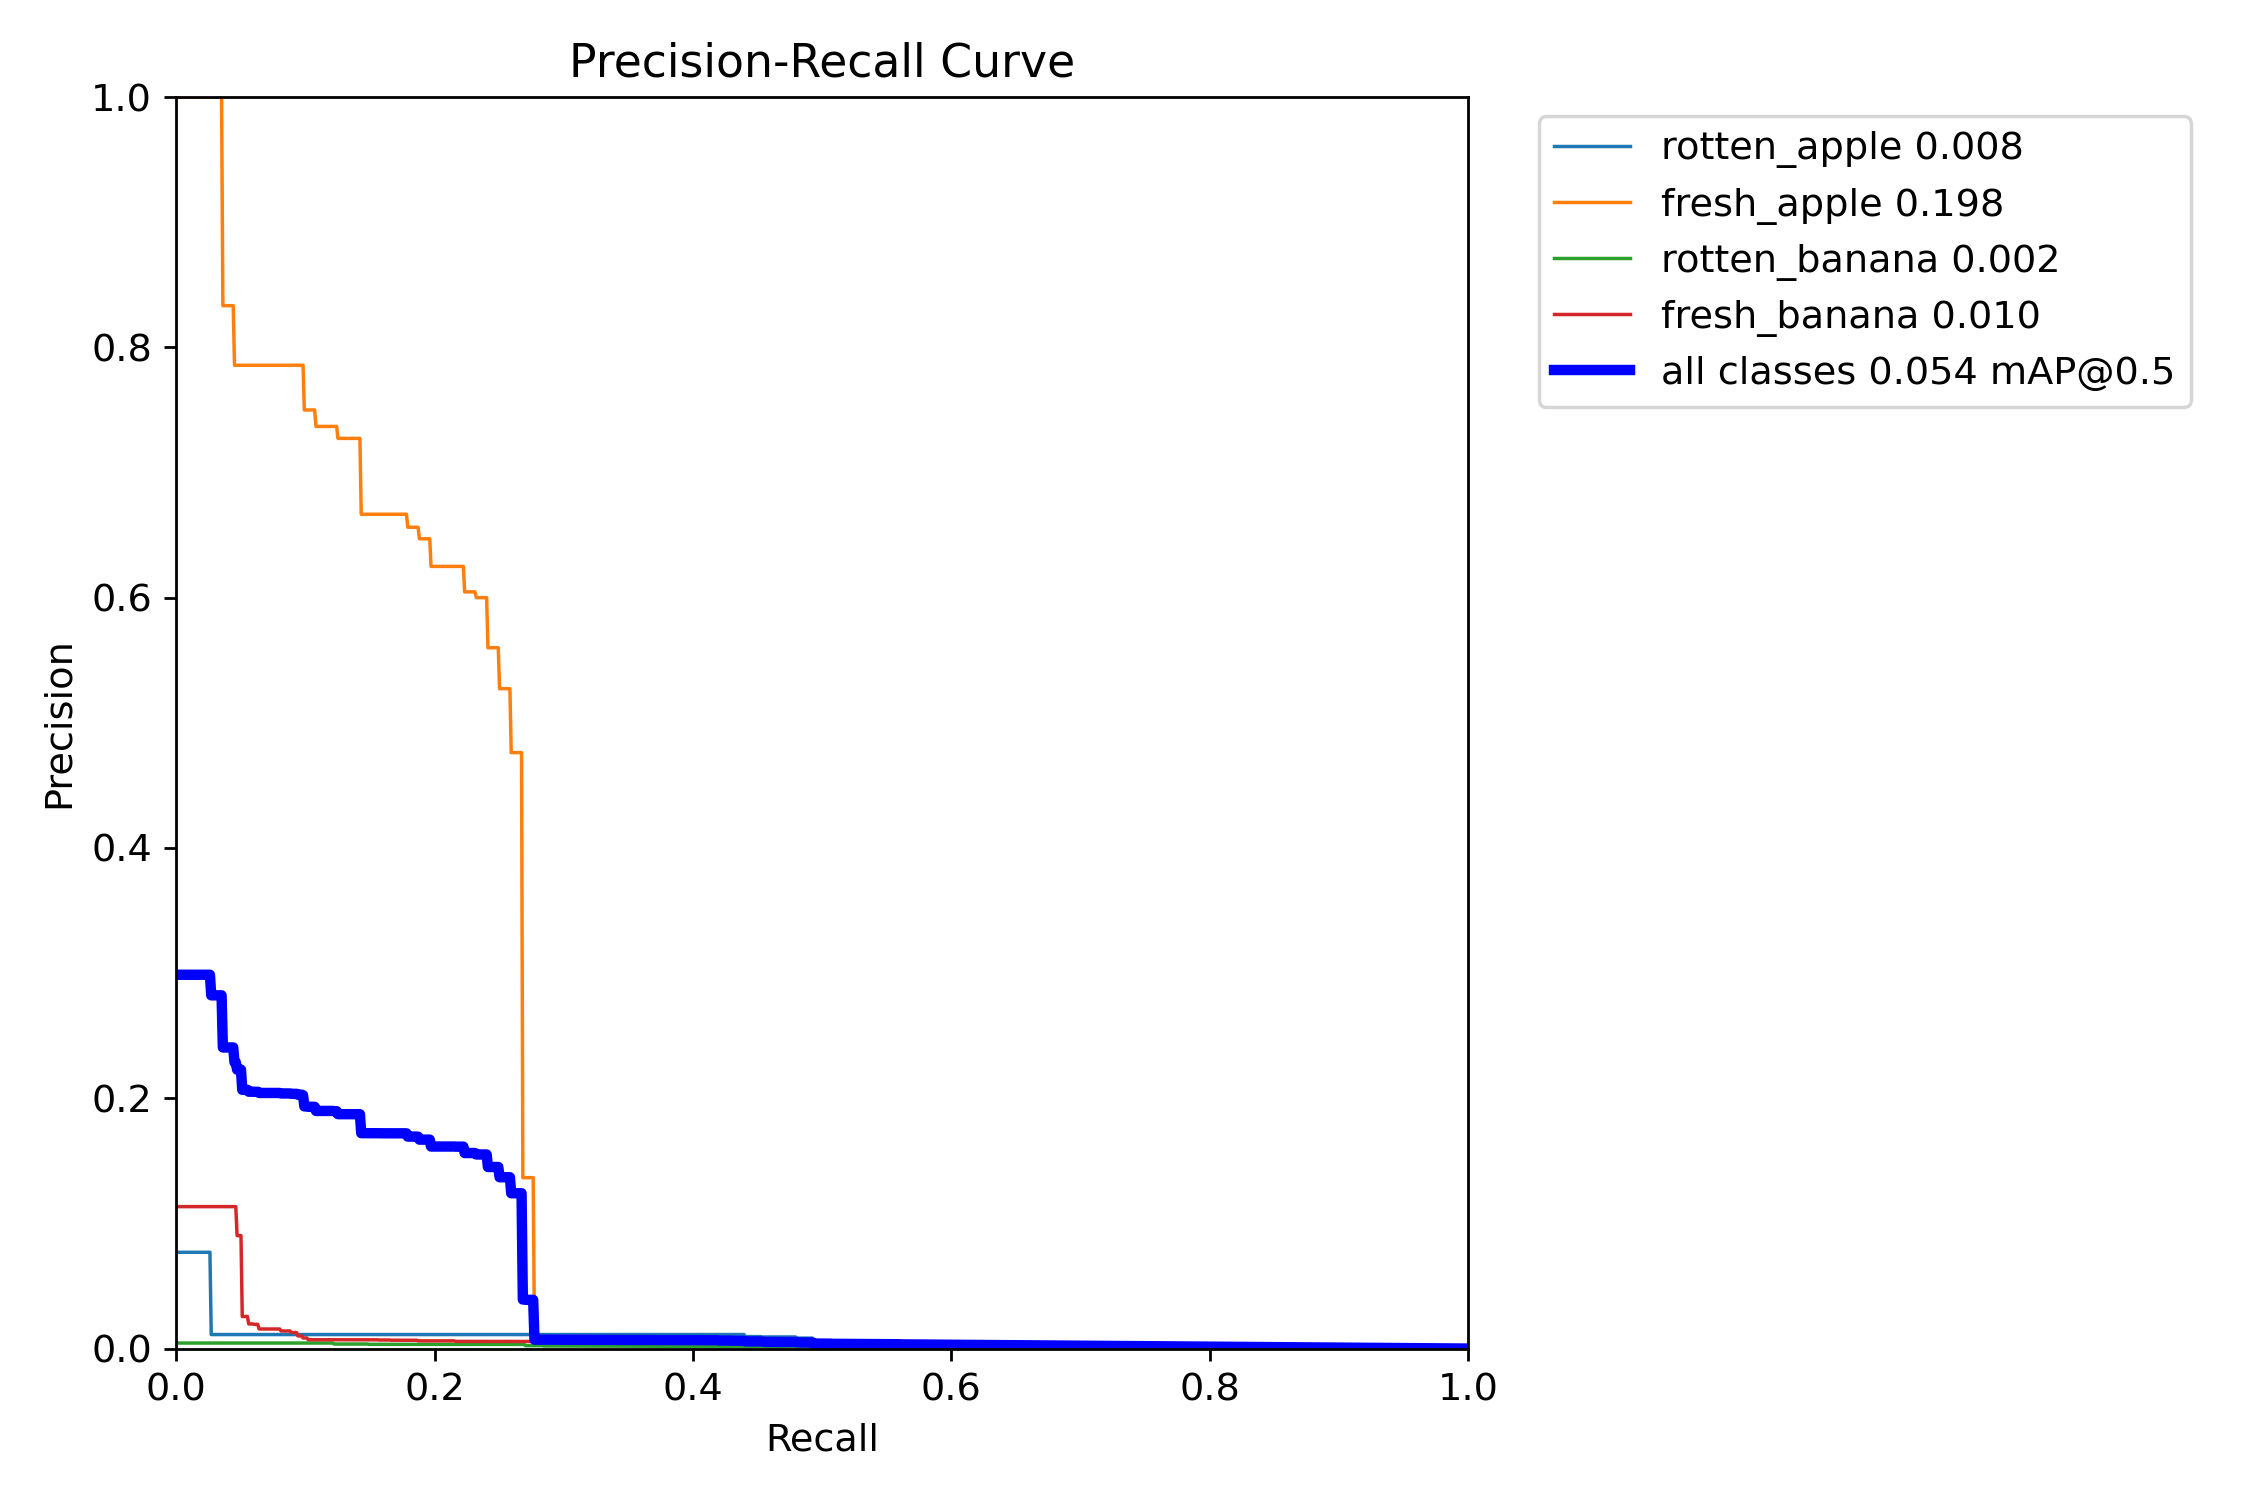 Precision-Recall Curve
1.0
0.8
0.6
0.4
0.2
0.0
Precision
0.0 0.2 0.4 0.6 0.8 1.0
Recall
rotten_apple 0.008
fresh_apple 0.198
rotten_banana 0.002
fresh_banana 0.010
all classes 0.054 mAP@0.5